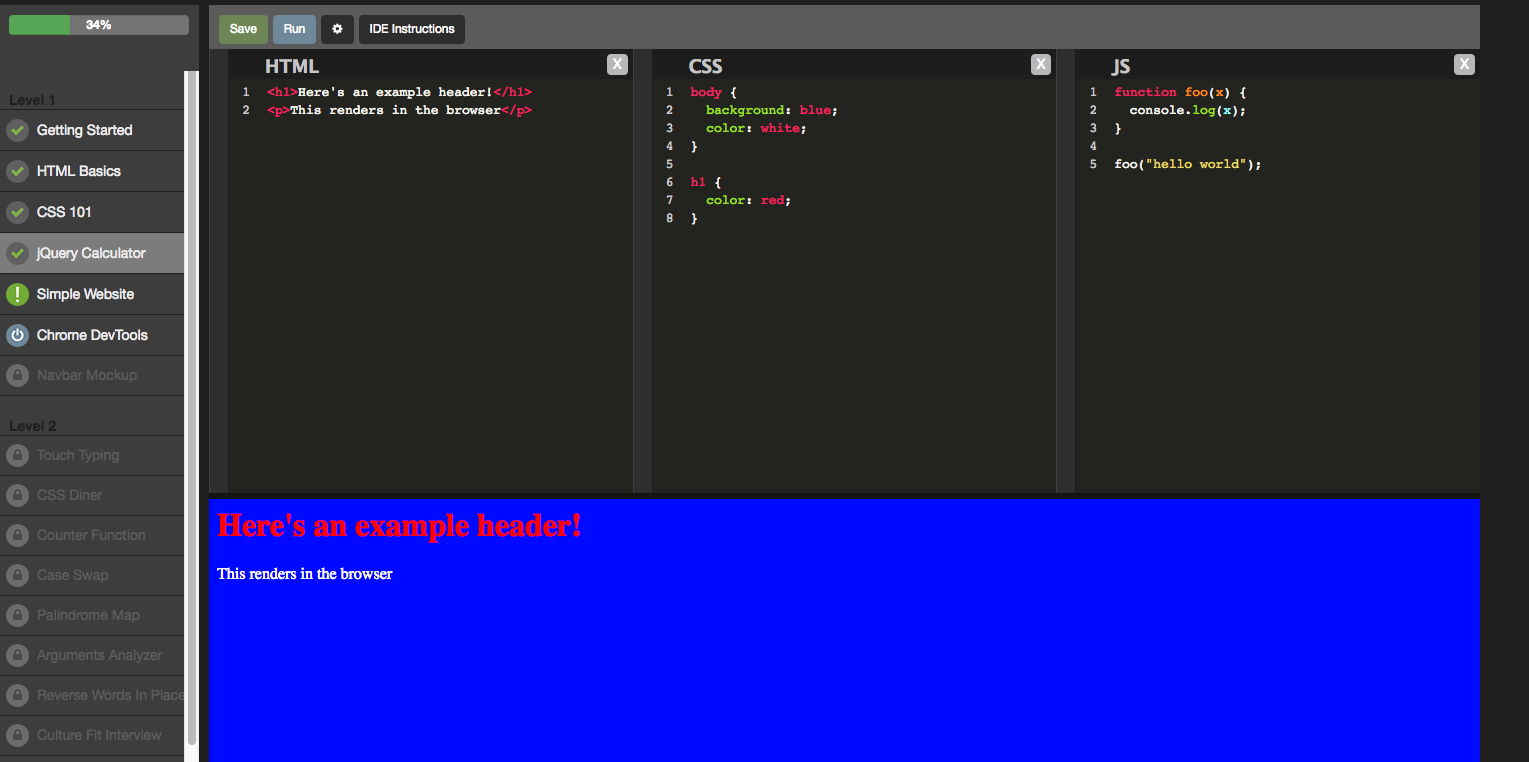 34%
Level 1
Getting Started
HTML Basics
CSS 101
jQuery Calculator
Simple Website
Chrome DevTools
Navbar Mockup
Level 2
Touch Typing
CSS Diner
Counter Function
Case Swap
Palindrome Map
Arguments Analyzer
Reverse Words In Place
Culture Fit Interview
Save Run IDE Instructions
HTML X
1 <h1>Here's an example header!</h1>
2 <p>This renders in the browser</p>
CSS X
1 body {
2   background: blue;
3   color: white;
4 }
5
6 h1 {
7   color: red;
8 }
JS X
1 function foo(x) {
2   console.log(x);
3 }
4
5 foo("hello world");
Here's an example header!
This renders in the browser